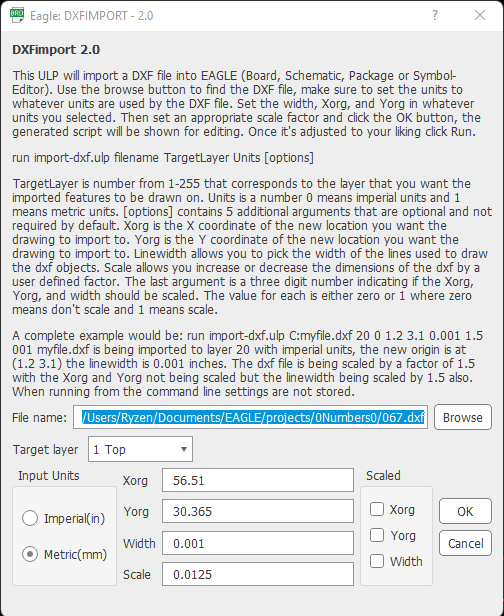 BRD
Eagle: DXFIMPORT - 2.0
?
DXFimport 2.0
This ULP will import a DXF file into EAGLE (Board, Schematic, Package or Symbol-
Editor). Use the browse button to find the DXF file, make sure to set the units to
whatever units are used by the DXF file. Set the width, Xorg, and Yorg in whatever
units you selected. Then set an appropriate scale factor and click the OK button, the
generated script will be shown for editing. Once it's adjusted to your liking click Run.
run import-dxf.ulp filename TargetLayer Units [options]
TargetLayer is number from 1-255 that corresponds to the layer that you want the
imported features to be drawn on. Units is a number 0 means imperial units and 1
means metric units. [options] contains 5 additional arguments that are optional and not
required by default. Xorg is the X coordinate of the new location you want the
drawing to import to. Yorg is the Y coordinate of the new location you want the
drawing to import to. Linewidth allows you to pick the width of the lines used to draw
the dxf objects. Scale allows you increase or decrease the dimensions of the dxf by a
user defined factor. The last argument is a three digit number indicating if the Xorg,
Yorg, and width should be scaled. The value for each is either zero or 1 where zero
means don't scale and 1 means scale.
A complete example would be: run import-dxf.ulp C:myfile.dxf 20 0 1.2 3.1 0.001 1.5
001 myfile.dxf is being imported to layer 20 with imperial units, the new origin is at
(1.2 3.1) the linewidth is 0.001 inches. The dxf file is being scaled by a factor of 1.5
with the Xorg and Yorg not being scaled but the linewidth being scaled by 1.5 also.
When running from the command line settings are not stored.
File name: /Users/Ryzen/Documents/EAGLE/projects/0Numbers0/067.dxf Browse
Target layer 1 Top
Input Units
Imperial(in)
Metric(mm)
Xorg 56.51
Yorg 30.365
Width 0.001
Scale 0.0125
Scaled
Xorg
Yorg
Width
OK
Cancel